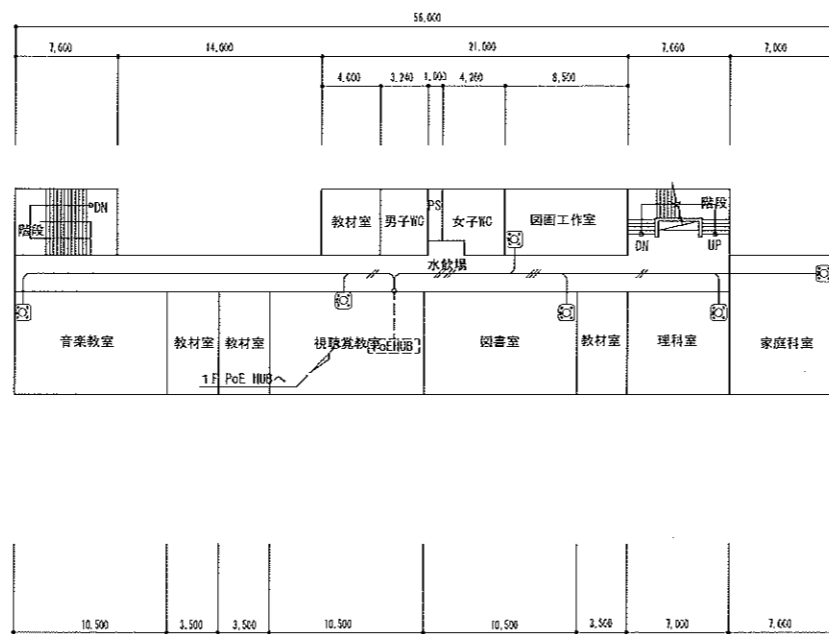 56,000
7,600 14,000 21,000 7,000 7,000
4,600 3,240 1,000 4,200 8,500
DN
階段
教材室 男子WC PS 女子WC 図画工作室
階段
DN UP
水飲場
音楽教室 教材室 教材室 視聴覚教室 PoEHUB 図書室 教材室 理科室 家庭科室
1F PoE HUBへ
10,500 3,500 3,500 10,500 10,500 3,500 7,000 7,600